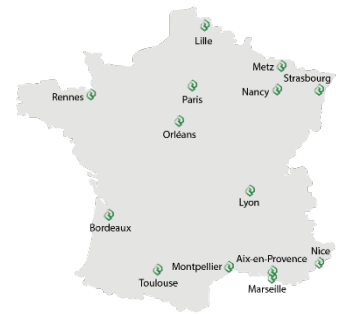 Lille
Metz
Strasbourg
Nancy
Rennes
Paris
Orléans
Lyon
Bordeaux
Nice
Aix-en-Provence
Montpellier
Toulouse
Marseille